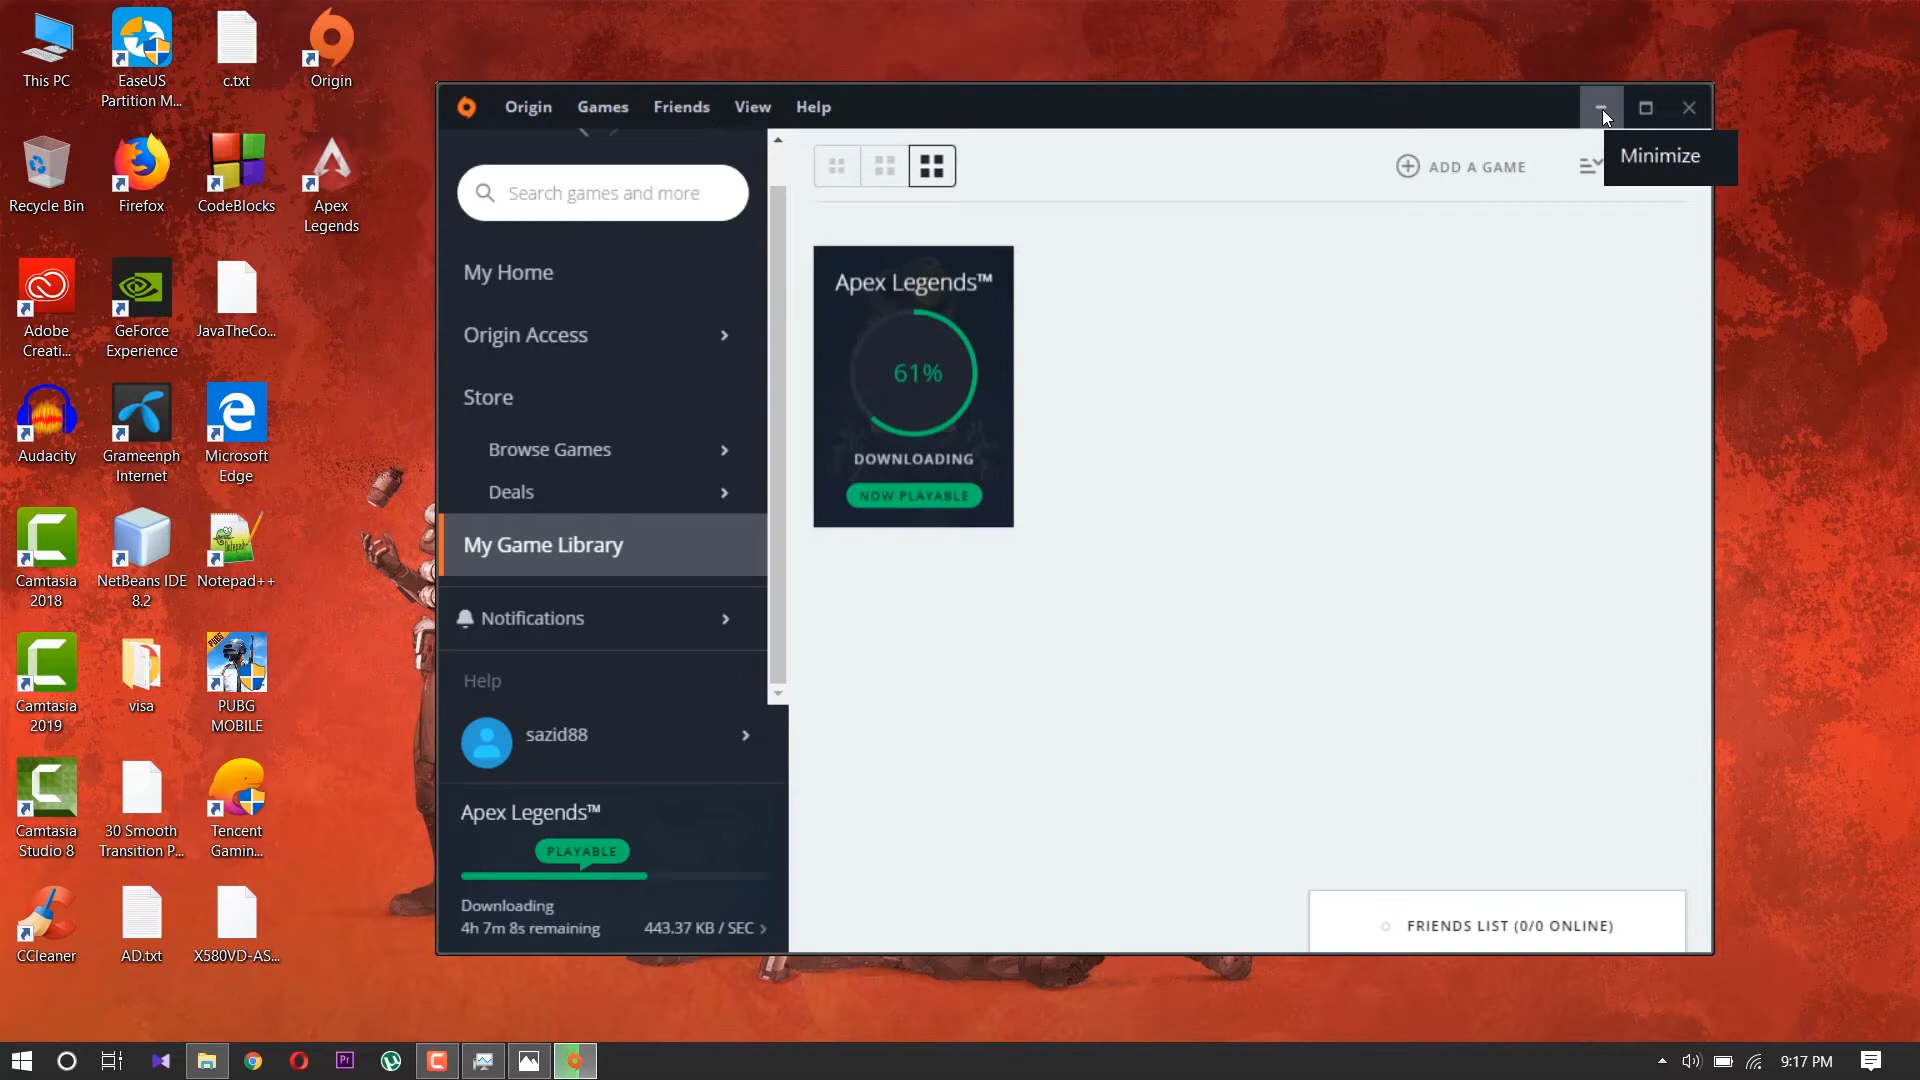 This PC
EaseUS
Partition M...
c.txt
Origin
Recycle Bin
Firefox
CodeBlocks
Apex
Legends
Adobe
Creati...
GeForce
Experience
JavaTheCo...
Audacity
Grameenph
Internet
Microsoft
Edge
Camtasia
2018
NetBeans IDE
8.2
Notepad++
Camtasia
2019
visa
PUBG
MOBILE
Camtasia
Studio 8
30 Smooth
Transition P...
Tencent
Gamin...
CCleaner
AD.txt
X580VD-AS...
Origin Games Friends View Help
Minimize
Search games and more
ADD A GAME
My Home
Origin Access
Store
Browse Games
Deals
My Game Library
Notifications
Help
sazid88
Apex Legends™
PLAYABLE
Downloading
4h 7m 8s remaining
443.37 KB / SEC
Apex Legends™
61%
DOWNLOADING
NOW PLAYABLE
FRIENDS LIST (0/0 ONLINE)
Pr
9:17 PM